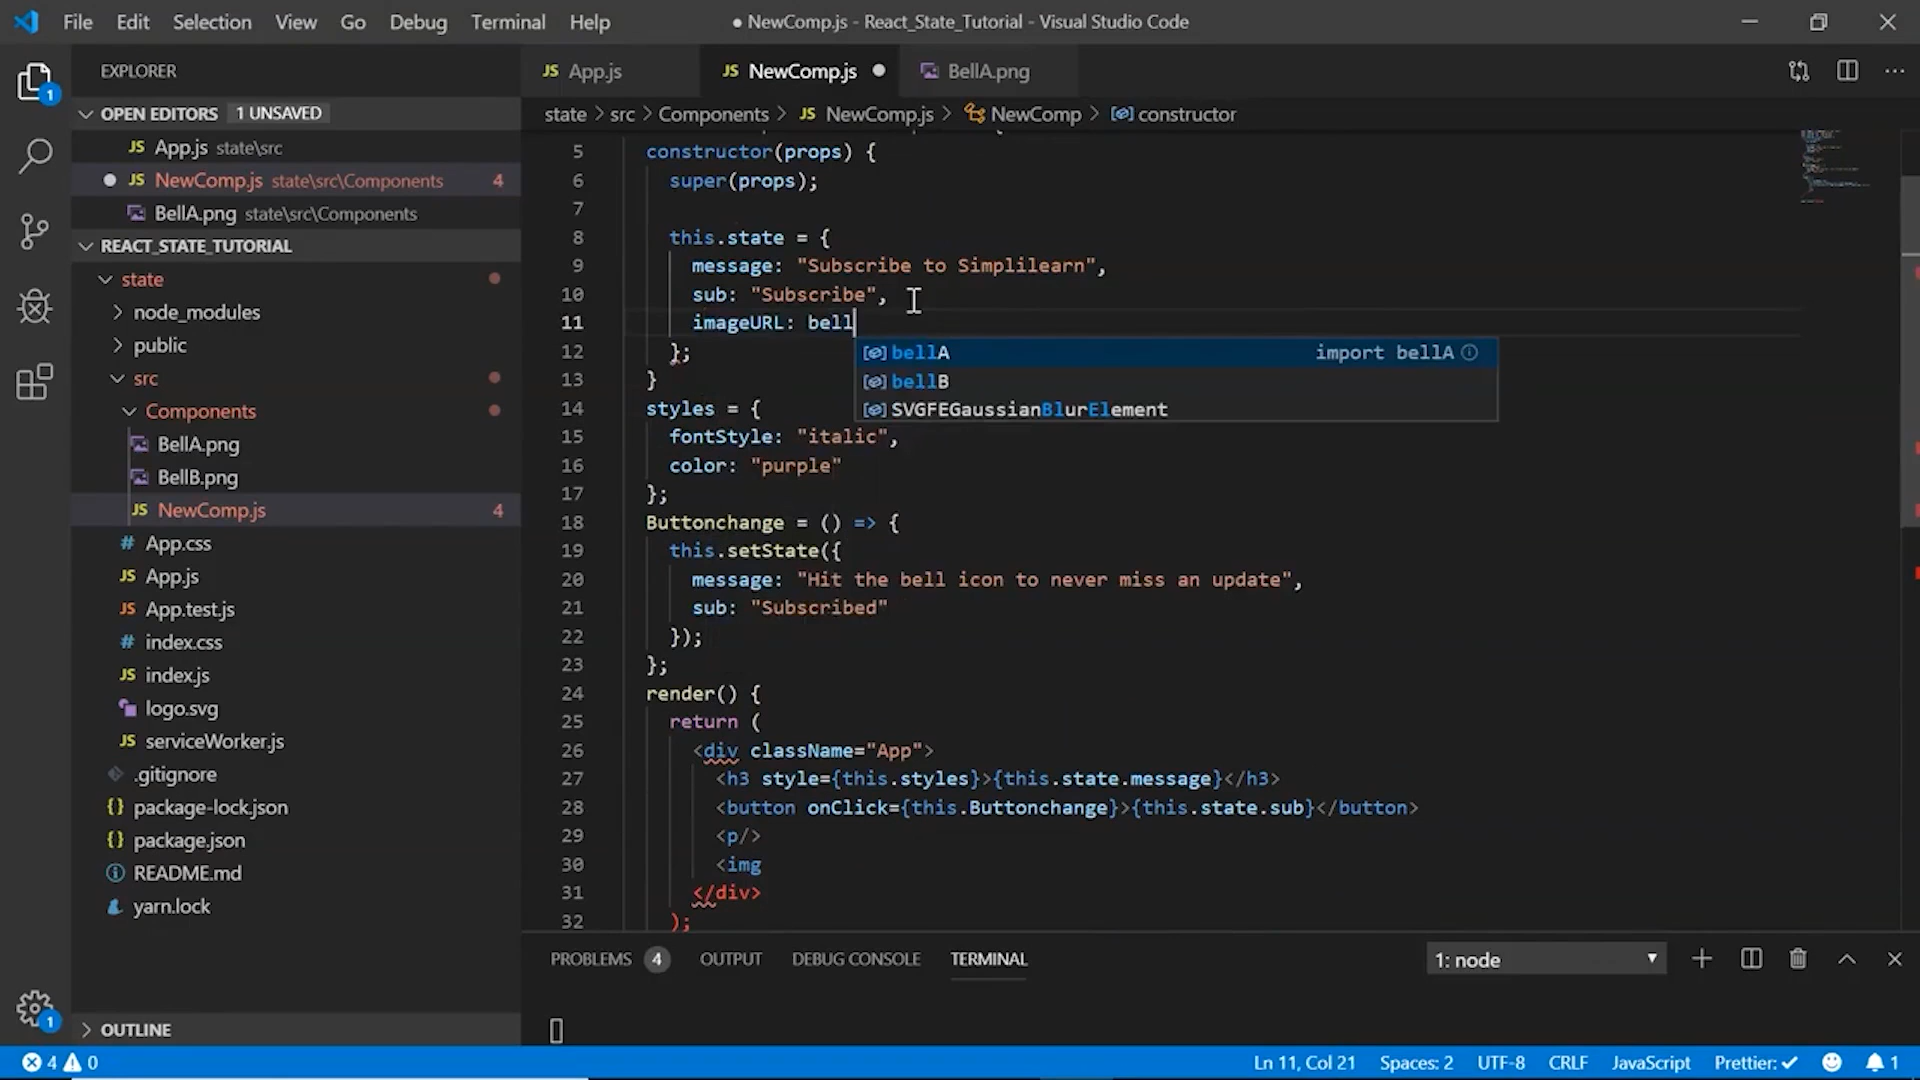 File Edit Selection View Go Debug Terminal Help
● NewComp.js - React_State_Tutorial - Visual Studio Code
EXPLORER
OPEN EDITORS 1 UNSAVED
JS App.js state\src
● JS NewComp.js state\src\Components 4
BellA.png state\src\Components
REACT_STATE_TUTORIAL
state
node_modules
public
src
Components
BellA.png
BellB.png
JS NewComp.js 4
# App.css
JS App.js
JS App.test.js
# index.css
JS index.js
logo.svg
JS serviceWorker.js
.gitignore
{} package-lock.json
{} package.json
README.md
yarn.lock
OUTLINE
1
1
JS App.js JS NewComp.js ● BellA.png
state > src > Components > JS NewComp.js > NewComp > constructor
5 constructor(props) {
6 super(props);
7
8 this.state = {
9 message: "Subscribe to Simplilearn",
10 sub: "Subscribe",
11 imageURL: bell
12 };
13 }
14 styles = {
15 fontStyle: "italic",
16 color: "purple"
17 };
18 Buttonchange = () => {
19 this.setState({
20 message: "Hit the bell icon to never miss an update",
21 sub: "Subscribed"
22 });
23 };
24 render() {
25 return (
26 <div className="App">
27 <h3 style={this.styles}>{this.state.message}</h3>
28 <button onClick={this.Buttonchange}>{this.state.sub}</button>
29 <p/>
30 <img
31 </div>
32 );
bellA import bellA
bellB
SVGFEGaussianBlurElement
PROBLEMS 4 OUTPUT DEBUG CONSOLE TERMINAL 1: node
4 0 Ln 11, Col 21 Spaces: 2 UTF-8 CRLF JavaScript Prettier: ✓ 1